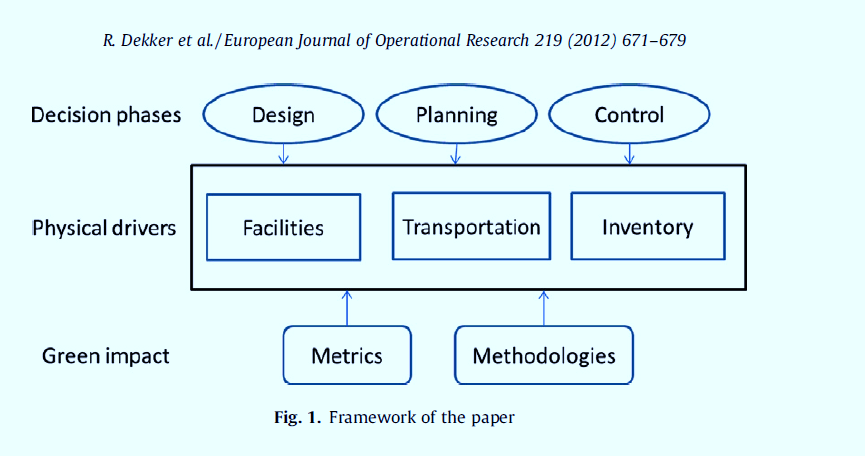 R. Dekker et al. / European Journal of Operational Research 219 (2012) 671–679
Decision phases Design Planning Control
Physical drivers Facilities Transportation Inventory
Green impact Metrics Methodologies
Fig. 1. Framework of the paper